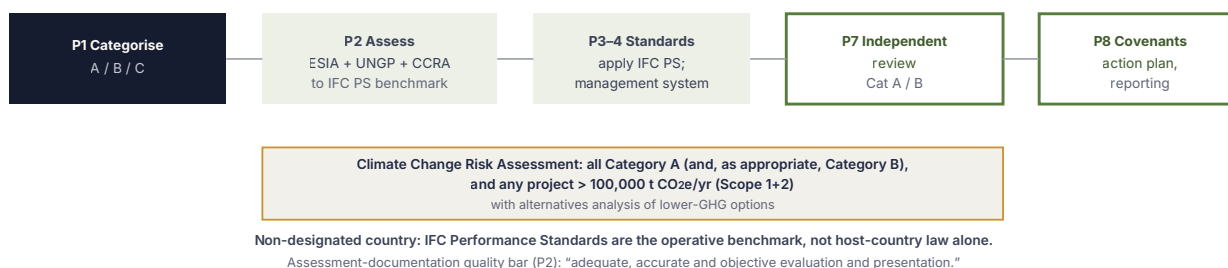 P1 Categorise
A / B / C
P2 Assess
ESIA + UNGP + CCRA
to IFC PS benchmark
P3–4 Standards
apply IFC PS;
management system
P7 Independent
review
Cat A / B
P8 Covenants
action plan,
reporting
Climate Change Risk Assessment: all Category A (and, as appropriate, Category B),
and any project > 100,000 t CO2e/yr (Scope 1+2)
with alternatives analysis of lower-GHG options
Non-designated country: IFC Performance Standards are the operative benchmark, not host-country law alone.
Assessment-documentation quality bar (P2): “adequate, accurate and objective evaluation and presentation.”